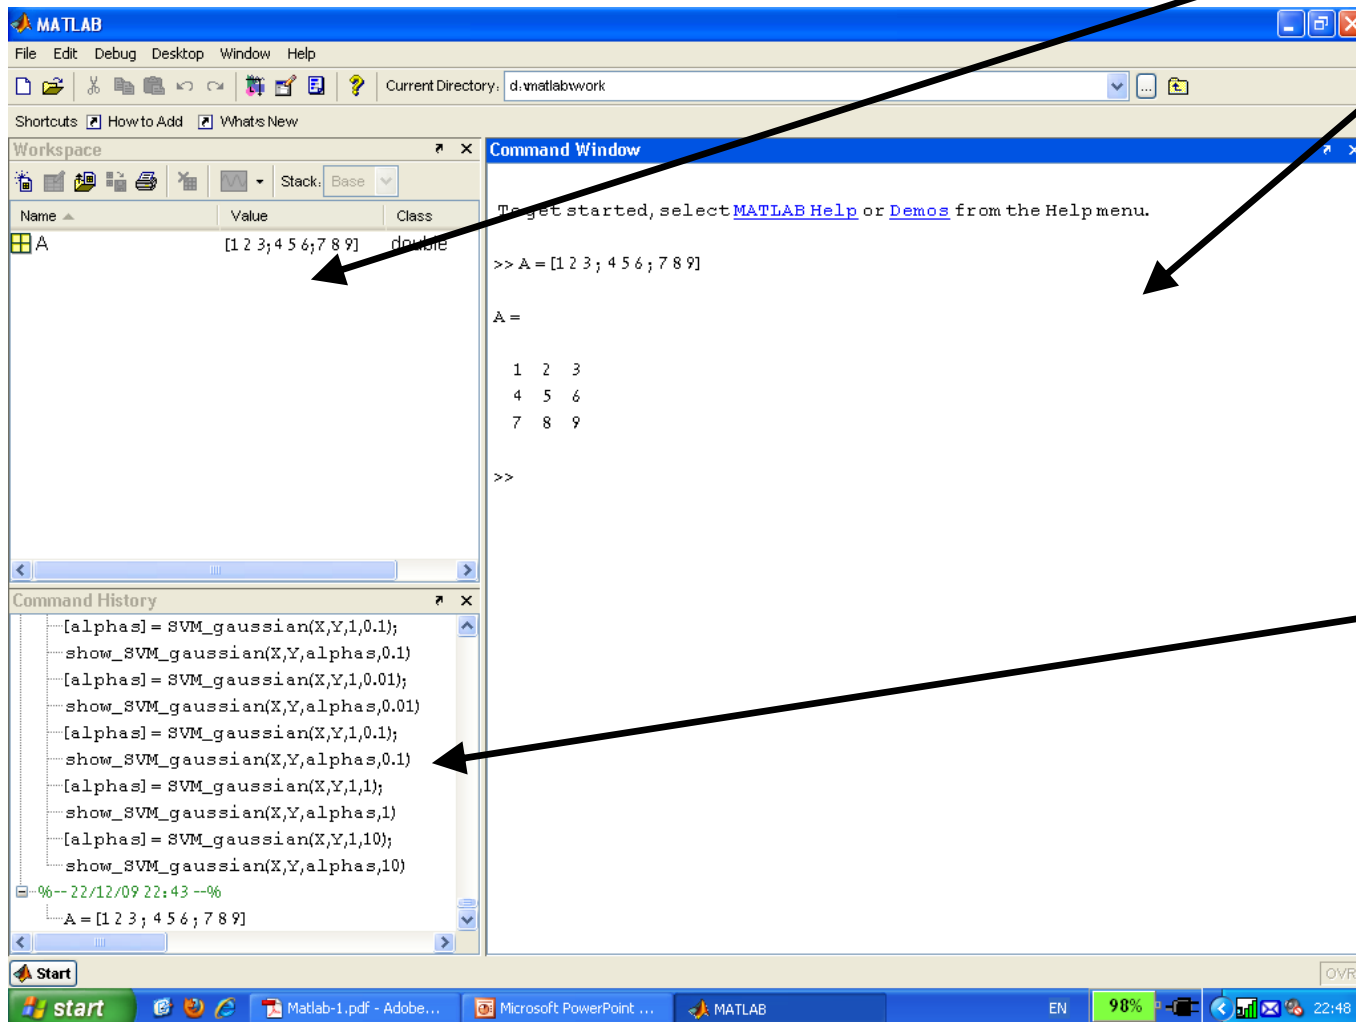 MATLAB
File Edit Debug Desktop Window Help
Current Directory: d:\matlab\work
Shortcuts How to Add What's New
Workspace
Stack: Base
Name Value Class
A [1 2 3;4 5 6;7 8 9] double
Command Window
To get started, select MATLAB Help or Demos from the Help menu.
>> A = [1 2 3 ; 4 5 6 ; 7 8 9]
A =
1 2 3
4 5 6
7 8 9
>>
Command History
[alphas] = SVM_gaussian(X,Y,1,0.1);
show_SVM_gaussian(X,Y,alphas,0.1)
[alphas] = SVM_gaussian(X,Y,1,0.01);
show_SVM_gaussian(X,Y,alphas,0.01)
[alphas] = SVM_gaussian(X,Y,1,0.1);
show_SVM_gaussian(X,Y,alphas,0.1)
[alphas] = SVM_gaussian(X,Y,1,1);
show_SVM_gaussian(X,Y,alphas,1)
[alphas] = SVM_gaussian(X,Y,1,10);
show_SVM_gaussian(X,Y,alphas,10)
%-- 22/12/09 22:43 --%
A = [1 2 3 ; 4 5 6 ; 7 8 9]
Start
OVR
start Matlab-1.pdf - Adobe... Microsoft PowerPoint ... MATLAB EN 98% 22:48